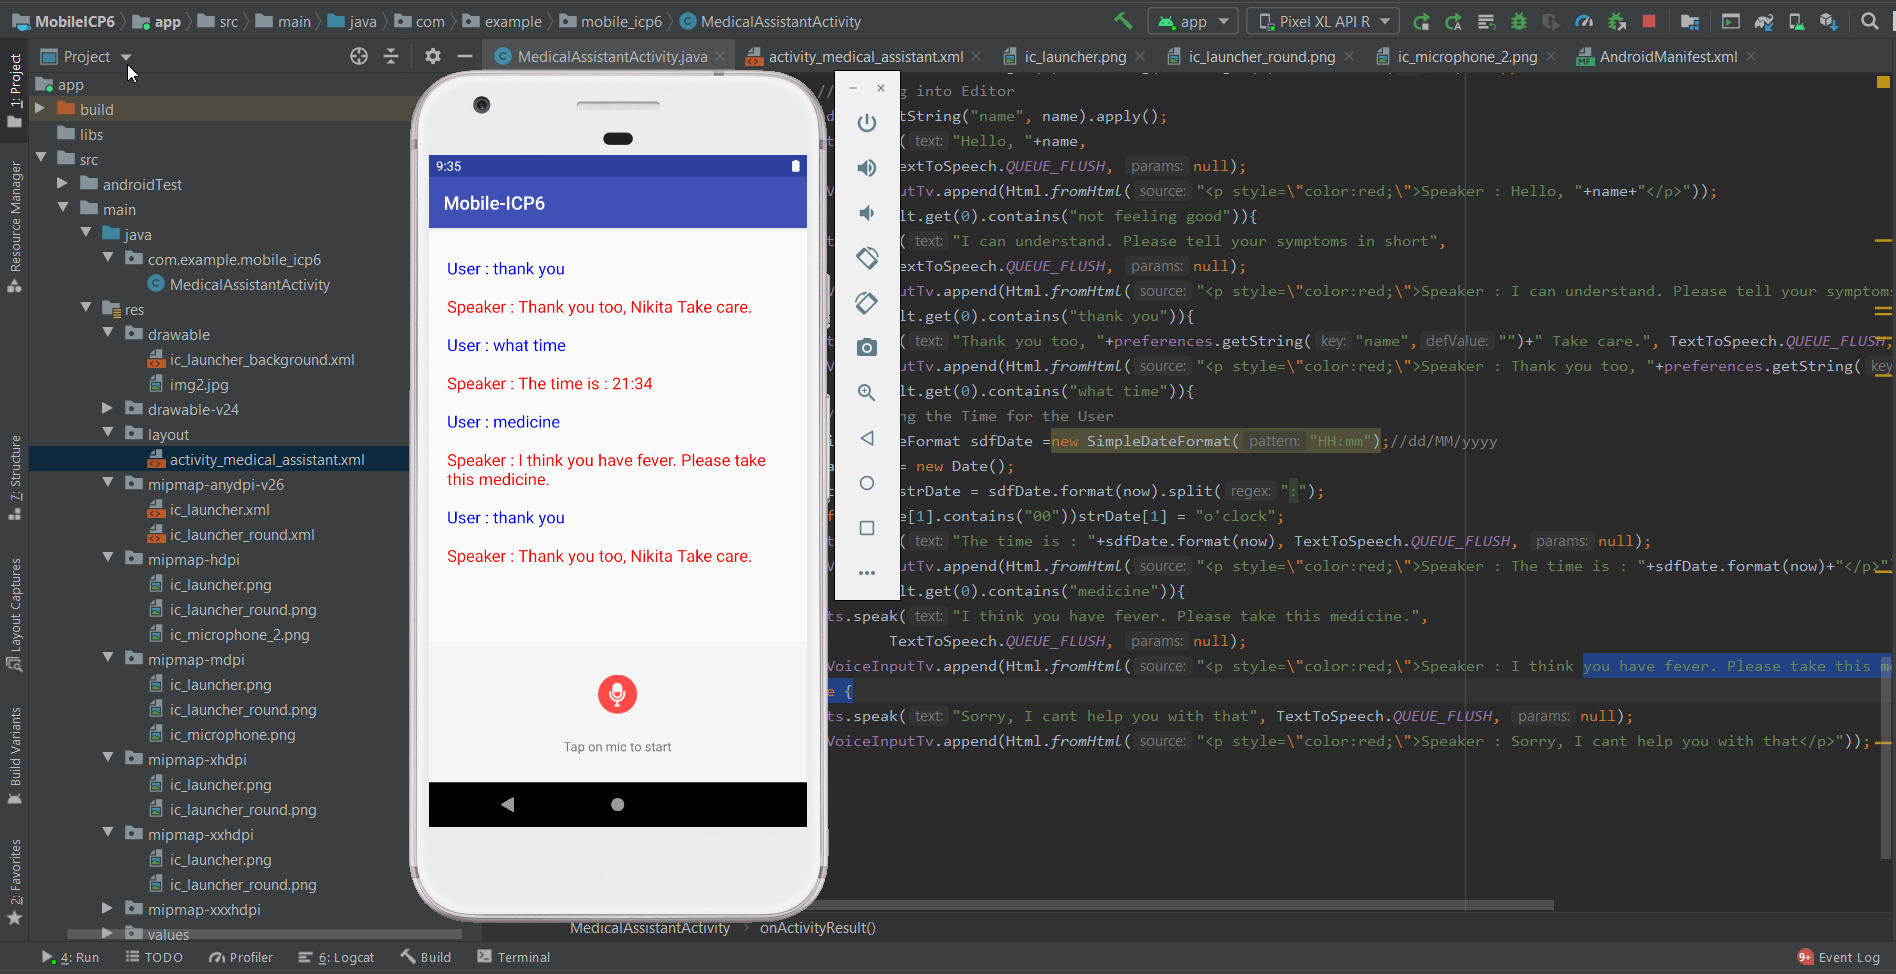 MobileICP6 app src main java com example mobile_icp6 MedicalAssistantActivity app Pixel XL API R
Project MedicalAssistantActivity.java activity_medical_assistant.xml ic_launcher.png ic_launcher_round.png ic_microphone_2.png AndroidManifest.xml
1: Project
Resource Manager
7: Structure
Layout Captures
Build Variants
2: Favorites
app
build
libs
src
androidTest
main
java
com.example.mobile_icp6
MedicalAssistantActivity
res
drawable
ic_launcher_background.xml
img2.jpg
drawable-v24
layout
activity_medical_assistant.xml
mipmap-anydpi-v26
ic_launcher.xml
ic_launcher_round.xml
mipmap-hdpi
ic_launcher.png
ic_launcher_round.png
ic_microphone_2.png
mipmap-mdpi
ic_launcher.png
ic_launcher_round.png
ic_microphone.png
mipmap-xhdpi
ic_launcher.png
ic_launcher_round.png
mipmap-xxhdpi
ic_launcher.png
ic_launcher_round.png
mipmap-xxxhdpi
values
9:35
Mobile-ICP6
User : thank you
Speaker : Thank you too, Nikita Take care.
User : what time
Speaker : The time is : 21:34
User : medicine
Speaker : I think you have fever. Please take
this medicine.
User : thank you
Speaker : Thank you too, Nikita Take care.
Tap on mic to start
// g into Editor
tString("name", name).apply();
( text: "Hello, "+name,
extToSpeech.QUEUE_FLUSH, params: null);
utTv.append(Html.fromHtml( source: "<p style=\"color:red;\">Speaker : Hello, "+name+"</p>"));
lt.get(0).contains("not feeling good")){
( text: "I can understand. Please tell your symptoms in short",
extToSpeech.QUEUE_FLUSH, params: null);
utTv.append(Html.fromHtml( source: "<p style=\"color:red;\">Speaker : I can understand. Please tell your symptoms
lt.get(0).contains("thank you")){
( text: "Thank you too, "+preferences.getString( key: "name", defValue: "")+" Take care.", TextToSpeech.QUEUE_FLUSH,
utTv.append(Html.fromHtml( source: "<p style=\"color:red;\">Speaker : Thank you too, "+preferences.getString( key
lt.get(0).contains("what time")){
ng the Time for the User
eFormat sdfDate =new SimpleDateFormat( pattern: "HH:mm");//dd/MM/yyyy
= new Date();
strDate = sdfDate.format(now).split( regex: ":");
e[1].contains("00"))strDate[1] = "o'clock";
( text: "The time is : "+sdfDate.format(now), TextToSpeech.QUEUE_FLUSH, params: null);
utTv.append(Html.fromHtml( source: "<p style=\"color:red;\">Speaker : The time is : "+sdfDate.format(now)+"</p>"
lt.get(0).contains("medicine")){
ts.speak( text: "I think you have fever. Please take this medicine.",
TextToSpeech.QUEUE_FLUSH, params: null);
VoiceInputTv.append(Html.fromHtml( source: "<p style=\"color:red;\">Speaker : I think you have fever. Please take this m
e {
ts.speak( text: "Sorry, I cant help you with that", TextToSpeech.QUEUE_FLUSH, params: null);
VoiceInputTv.append(Html.fromHtml( source: "<p style=\"color:red;\">Speaker : Sorry, I cant help you with that</p>"));
MedicalAssistantActivity onActivityResult()
4: Run TODO Profiler 6: Logcat Build Terminal 9+ Event Log